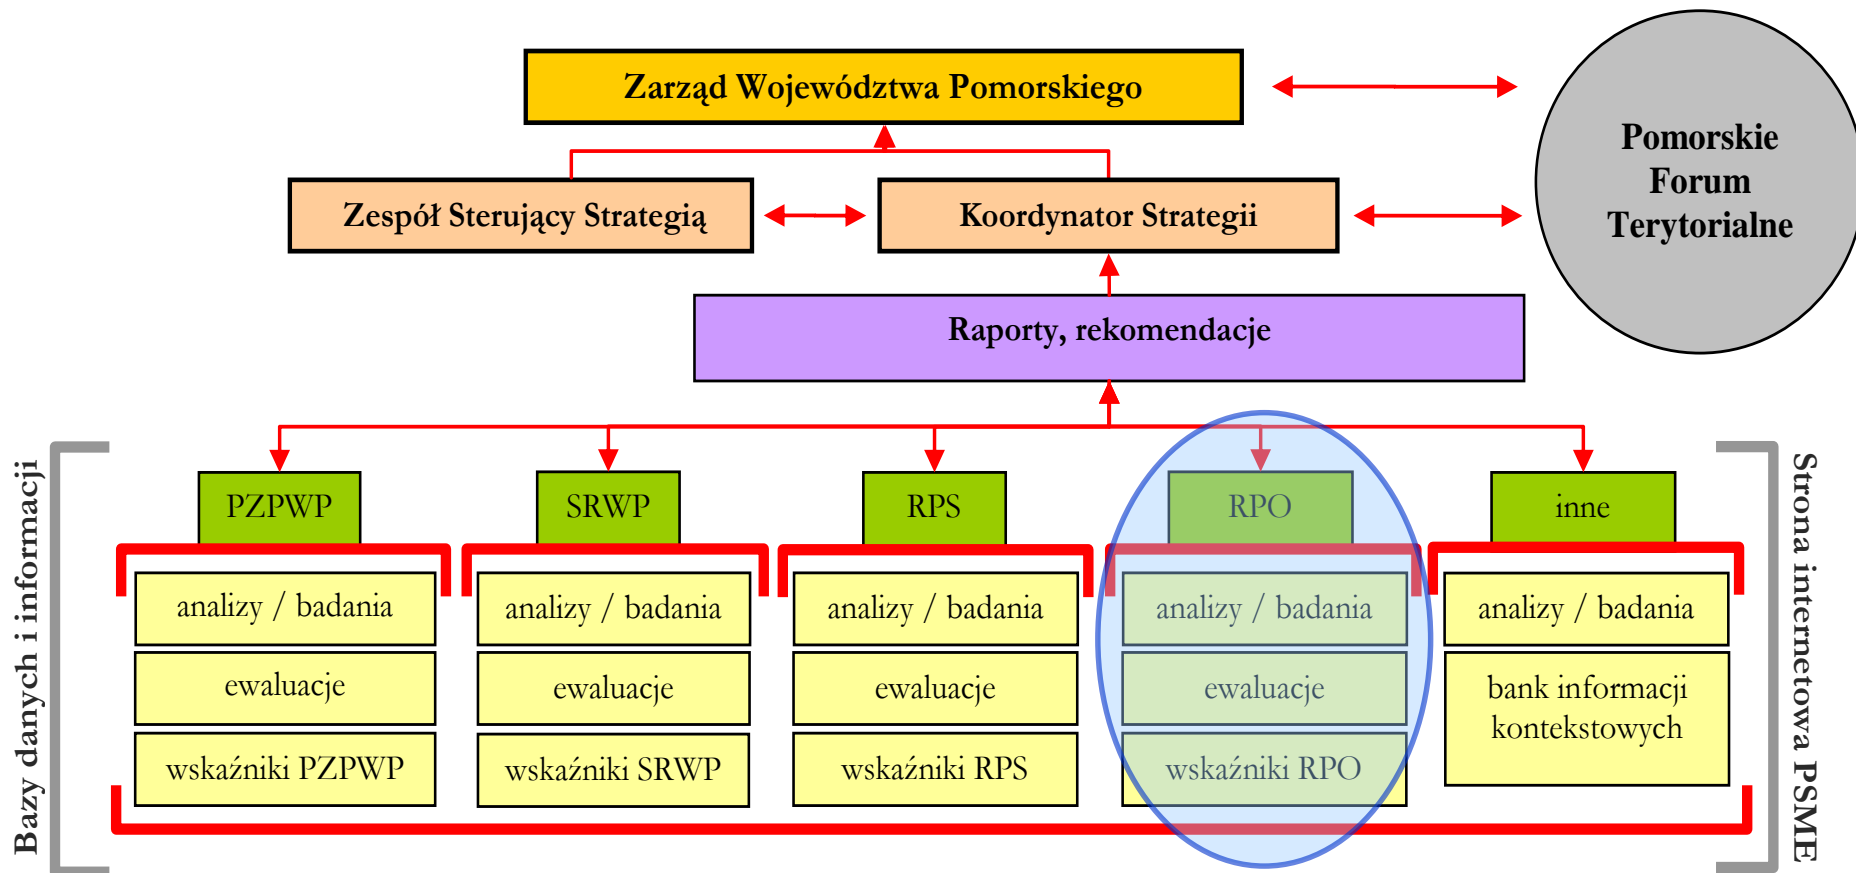 Zarząd Województwa Pomorskiego
Pomorskie
Forum
Terytorialne
Zespół Sterujący Strategią
Koordynator Strategii
Raporty, rekomendacje
Bazy danych i informacji
PZPWP
SRWP
RPS
RPO
inne
analizy / badania
analizy / badania
analizy / badania
analizy / badania
analizy / badania
ewaluacje
ewaluacje
ewaluacje
ewaluacje
bank informacji
kontekstowych
wskaźniki PZPWP
wskaźniki SRWP
wskaźniki RPS
wskaźniki RPO
Strona internetowa PSME